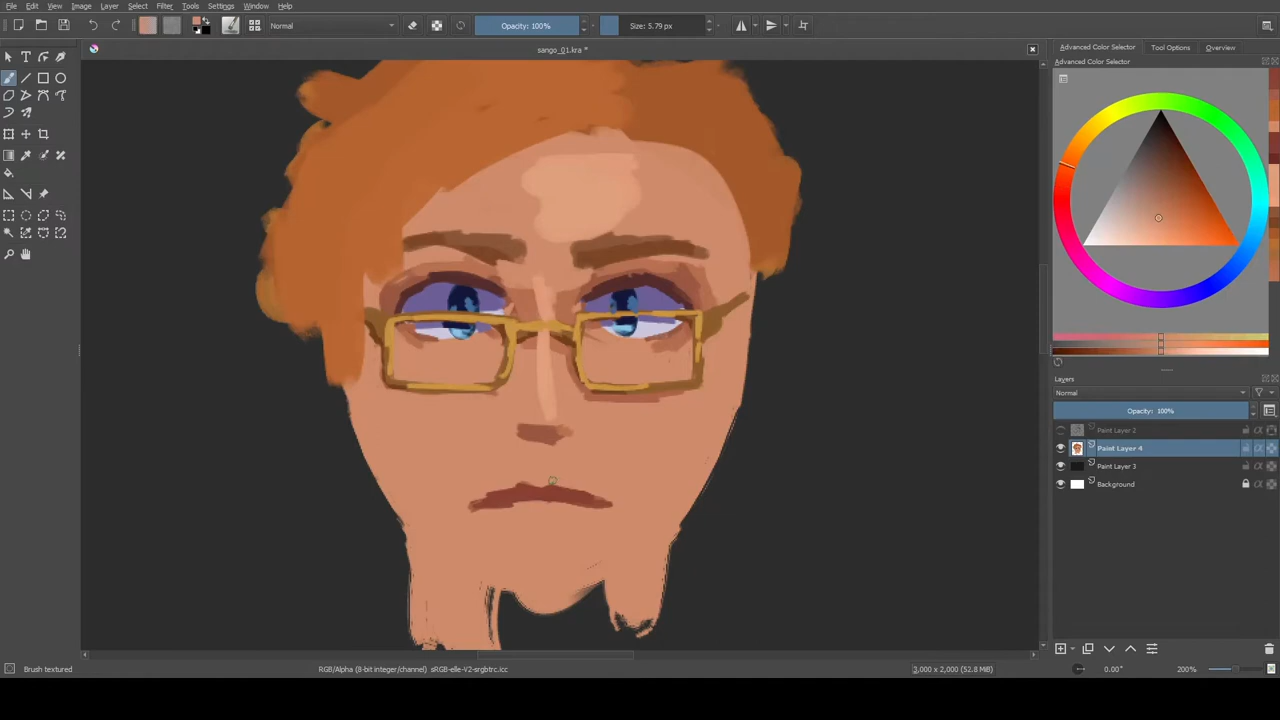 File Edit View Image Layer Select Filter Tools Settings Window Help
Normal Opacity: 100% Size: 5.79 px
sango_01.kra *
Advanced Color Selector Tool Options Overview
Advanced Color Selector
Layers
Normal
Opacity: 100%
Paint Layer 2
Paint Layer 4
Paint Layer 3
Background
Brush textured RGB/Alpha (8-bit integer/channel) sRGB-elle-V2-srgbtrc.icc 3,000 x 2,000 (52.8 MiB) 0.00° 200%